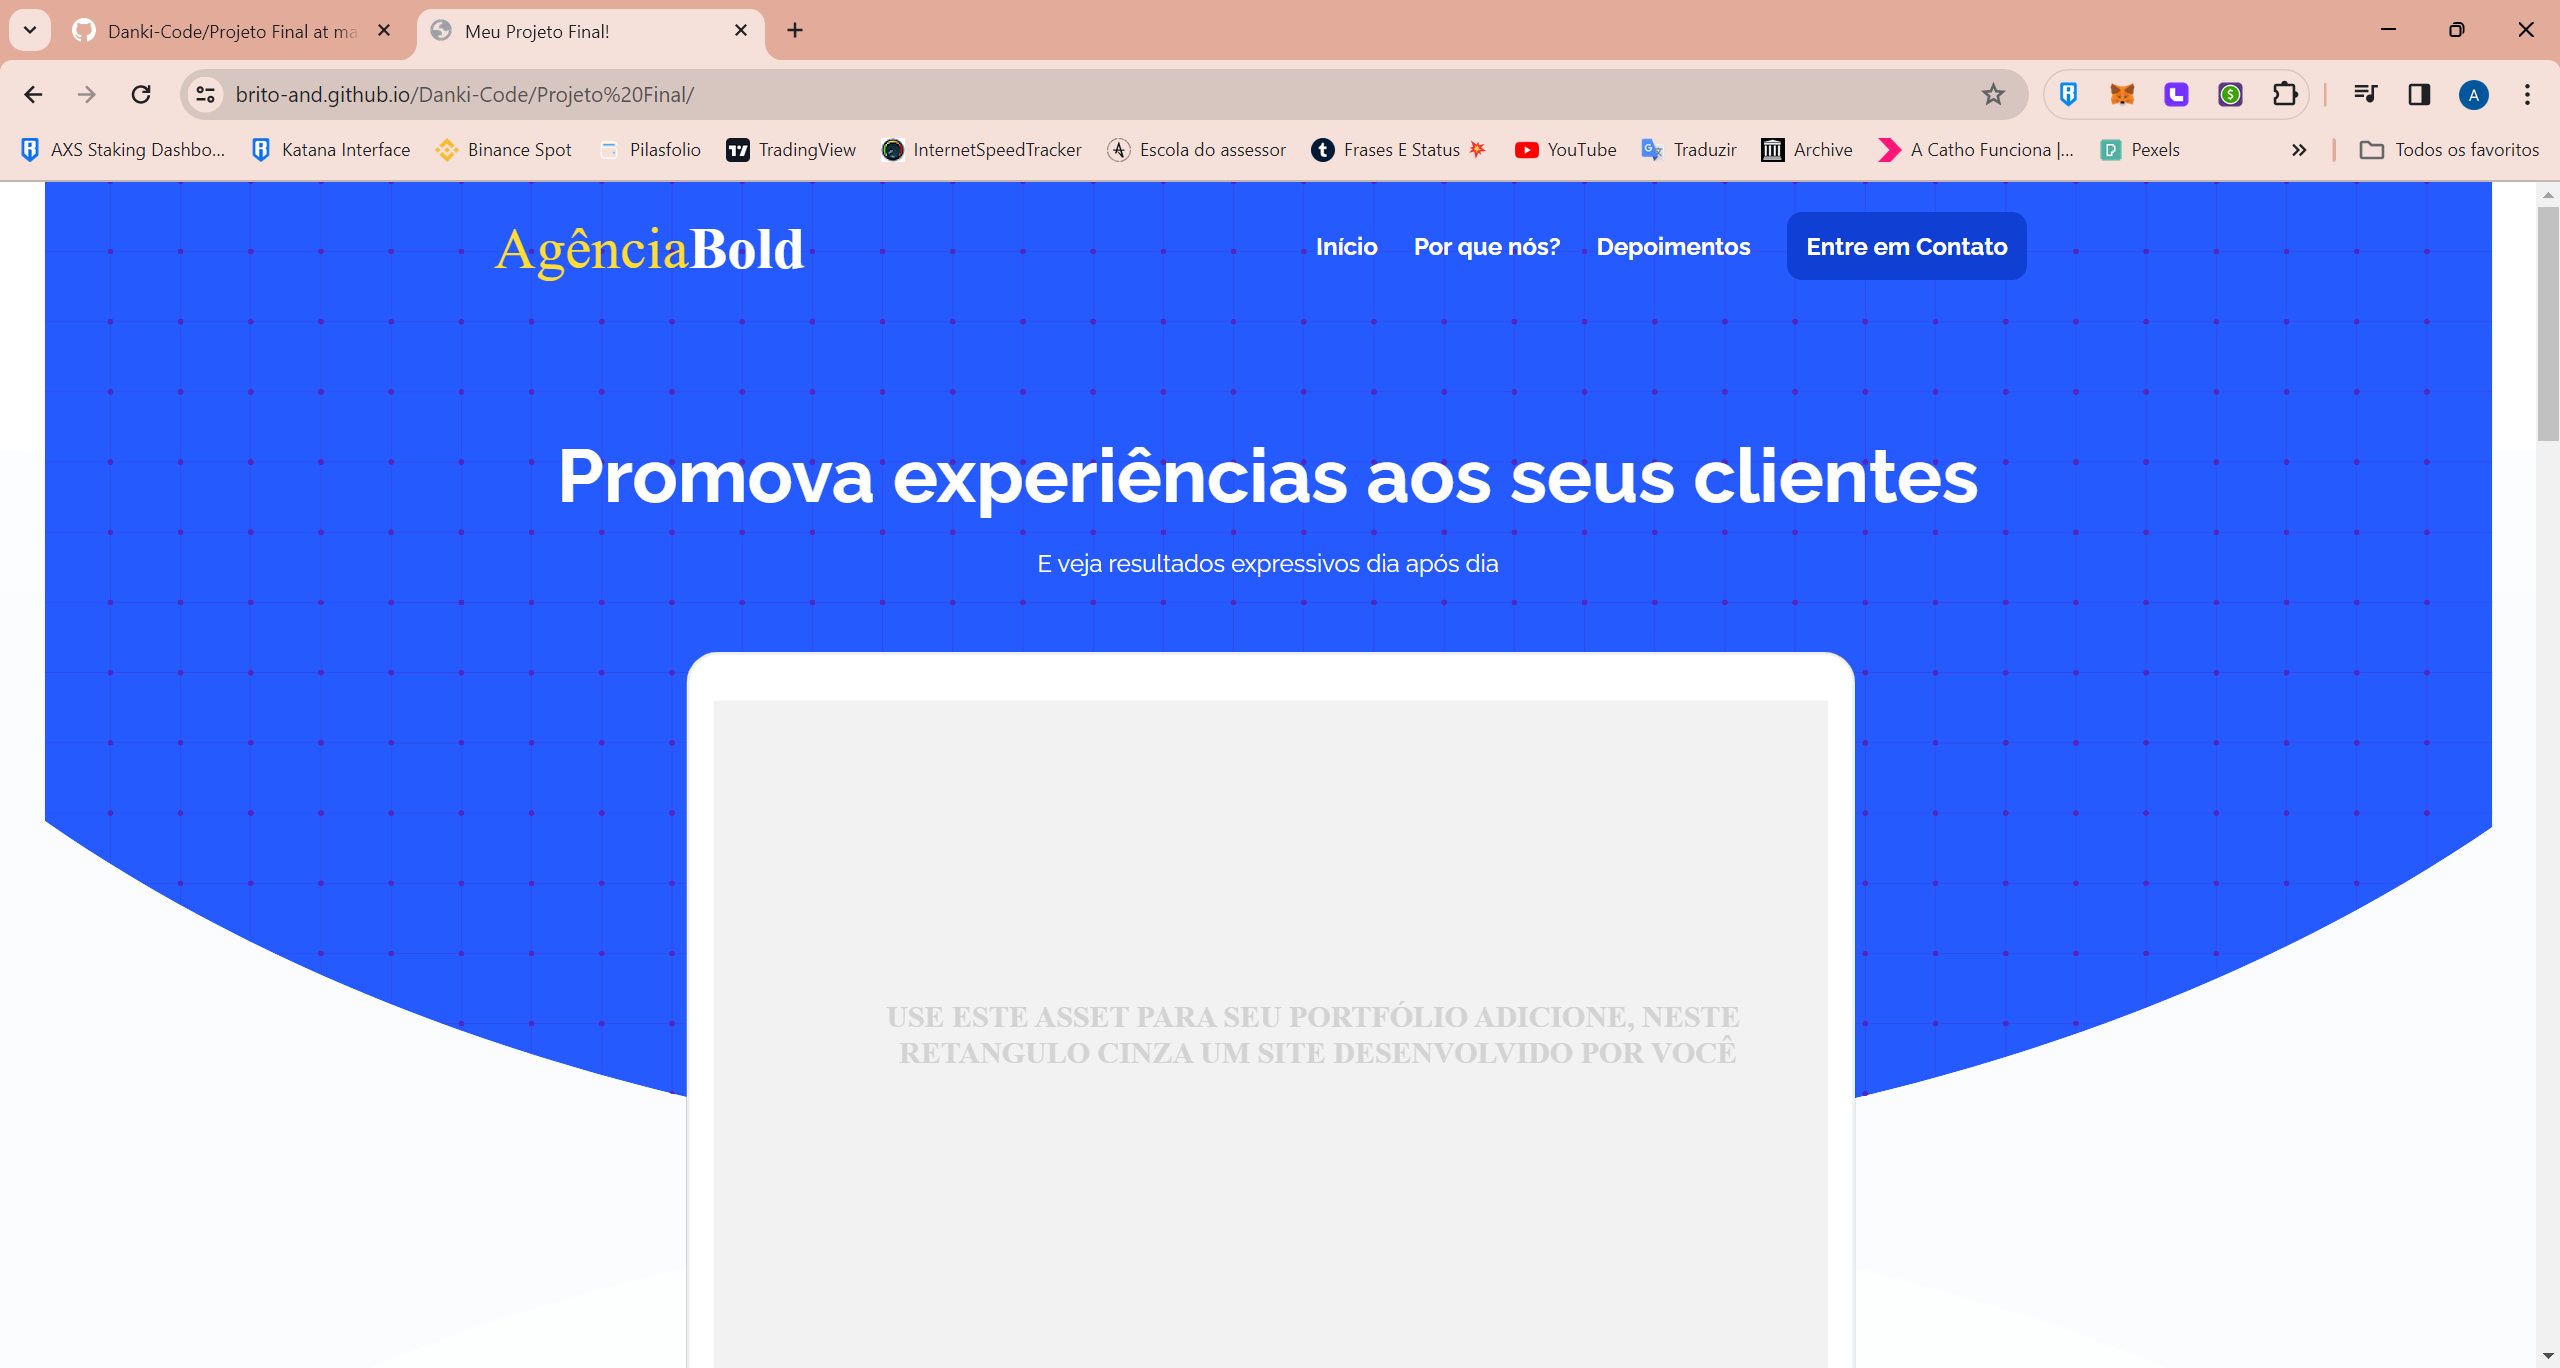 Danki-Code/Projeto Final at ma
Meu Projeto Final!
brito-and.github.io/Danki-Code/Projeto%20Final/
A
AXS Staking Dashbo...
Katana Interface
Binance Spot
Pilasfolio
TradingView
InternetSpeedTracker
Escola do assessor
Frases E Status
YouTube
Traduzir
Archive
A Catho Funciona |...
Pexels
Todos os favoritos
AgênciaBold
Início
Por que nós?
Depoimentos
Entre em Contato
Promova experiências aos seus clientes
E veja resultados expressivos dia após dia
USE ESTE ASSET PARA SEU PORTFÓLIO ADICIONE, NESTE
RETANGULO CINZA UM SITE DESENVOLVIDO POR VOCÊ